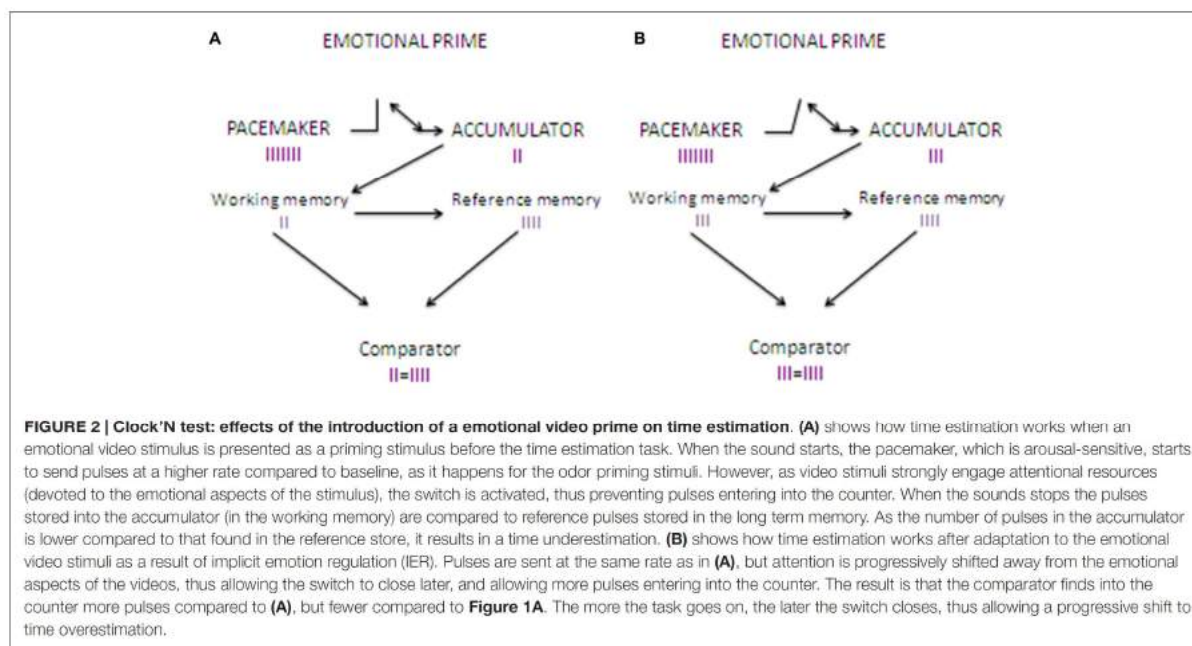 A
EMOTIONAL PRIME
B
EMOTIONAL PRIME
PACEMAKER
ACCUMULATOR
PACEMAKER
ACCUMULATOR
IIIIIII
II
IIIIIII
III
Working memory
Reference memory
Working memory
Reference memory
II
IIII
III
IIII
Comparator
Comparator
II=IIII
III=IIII
FIGURE 2 | Clock'N test: effects of the introduction of a emotional video prime on time estimation. (A) shows how time estimation works when an
emotional video stimulus is presented as a priming stimulus before the time estimation task. When the sound starts, the pacemaker, which is arousal-sensitive, starts
to send pulses at a higher rate compared to baseline, as it happens for the odor priming stimuli. However, as video stimuli strongly engage attentional resources
(devoted to the emotional aspects of the stimulus), the switch is activated, thus preventing pulses entering into the counter. When the sounds stops the pulses
stored into the accumulator (in the working memory) are compared to reference pulses stored in the long term memory. As the number of pulses in the accumulator
is lower compared to that found in the reference store, it results in a time underestimation. (B) shows how time estimation works after adaptation to the emotional
video stimuli as a result of implicit emotion regulation (IER). Pulses are sent at the same rate as in (A), but attention is progressively shifted away from the emotional
aspects of the videos, thus allowing the switch to close later, and allowing more pulses entering into the counter. The result is that the comparator finds into the
counter more pulses compared to (A), but fewer compared to Figure 1A. The more the task goes on, the later the switch closes, thus allowing a progressive shift to
time overestimation.